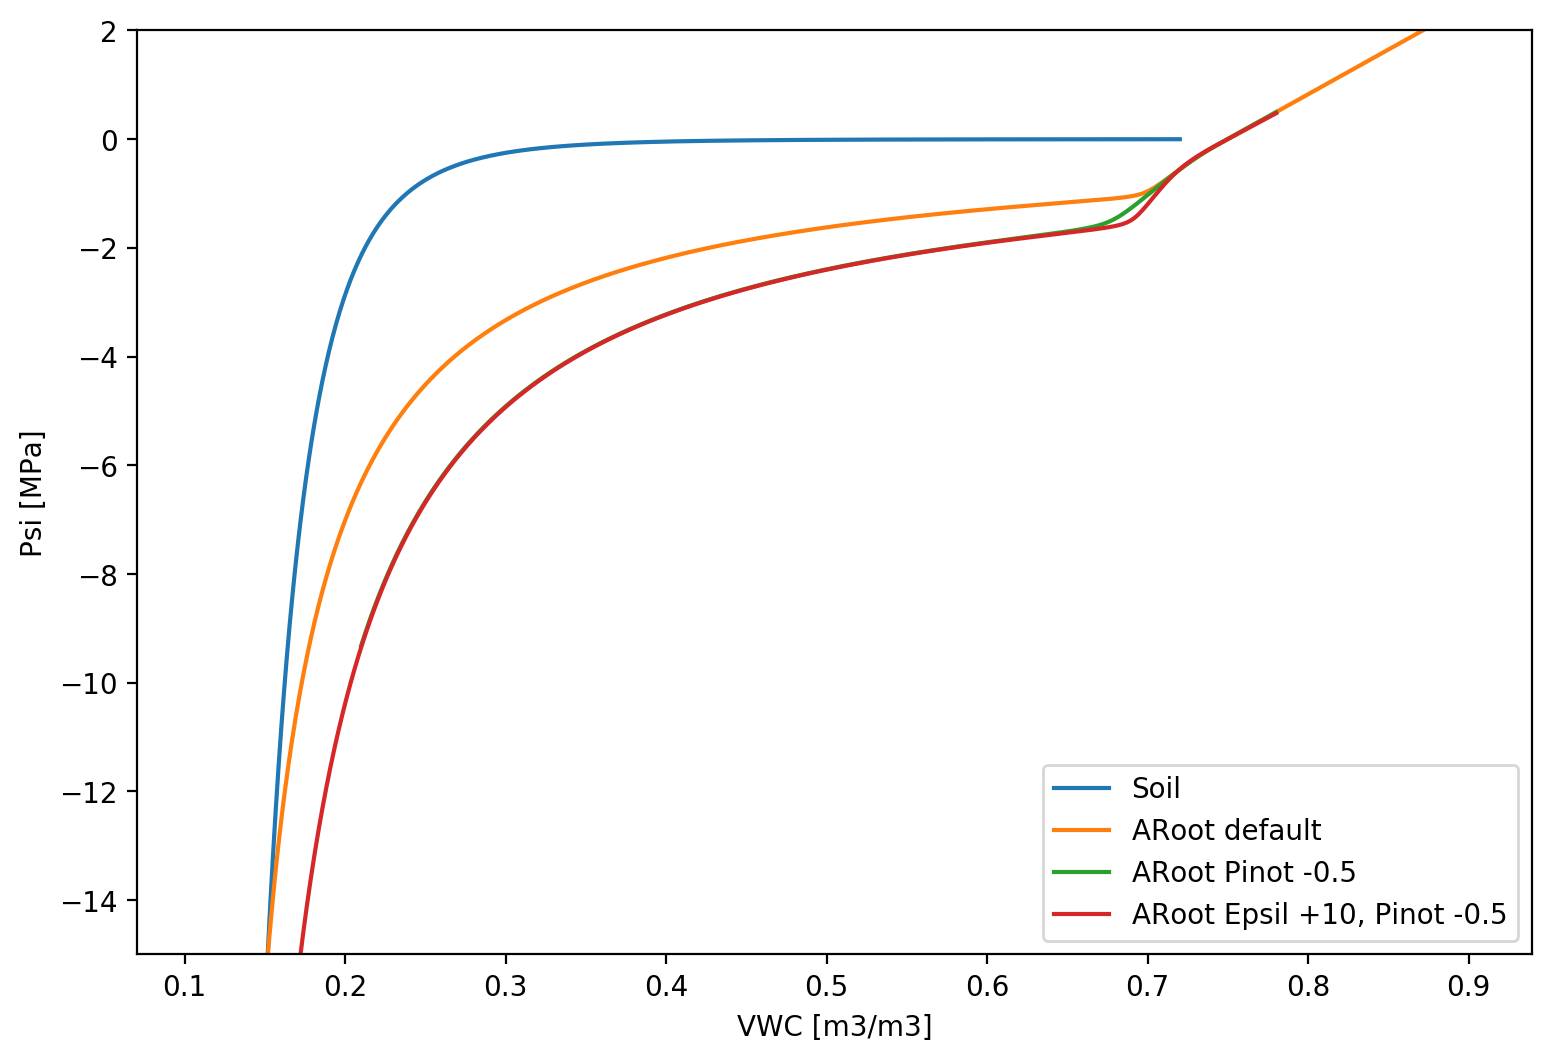 2
0
−2
−4
−6
−8
−10
−12
−14
Psi [MPa]
0.1 0.2 0.3 0.4 0.5 0.6 0.7 0.8 0.9
VWC [m3/m3]
Soil
ARoot default
ARoot Pinot -0.5
ARoot Epsil +10, Pinot -0.5